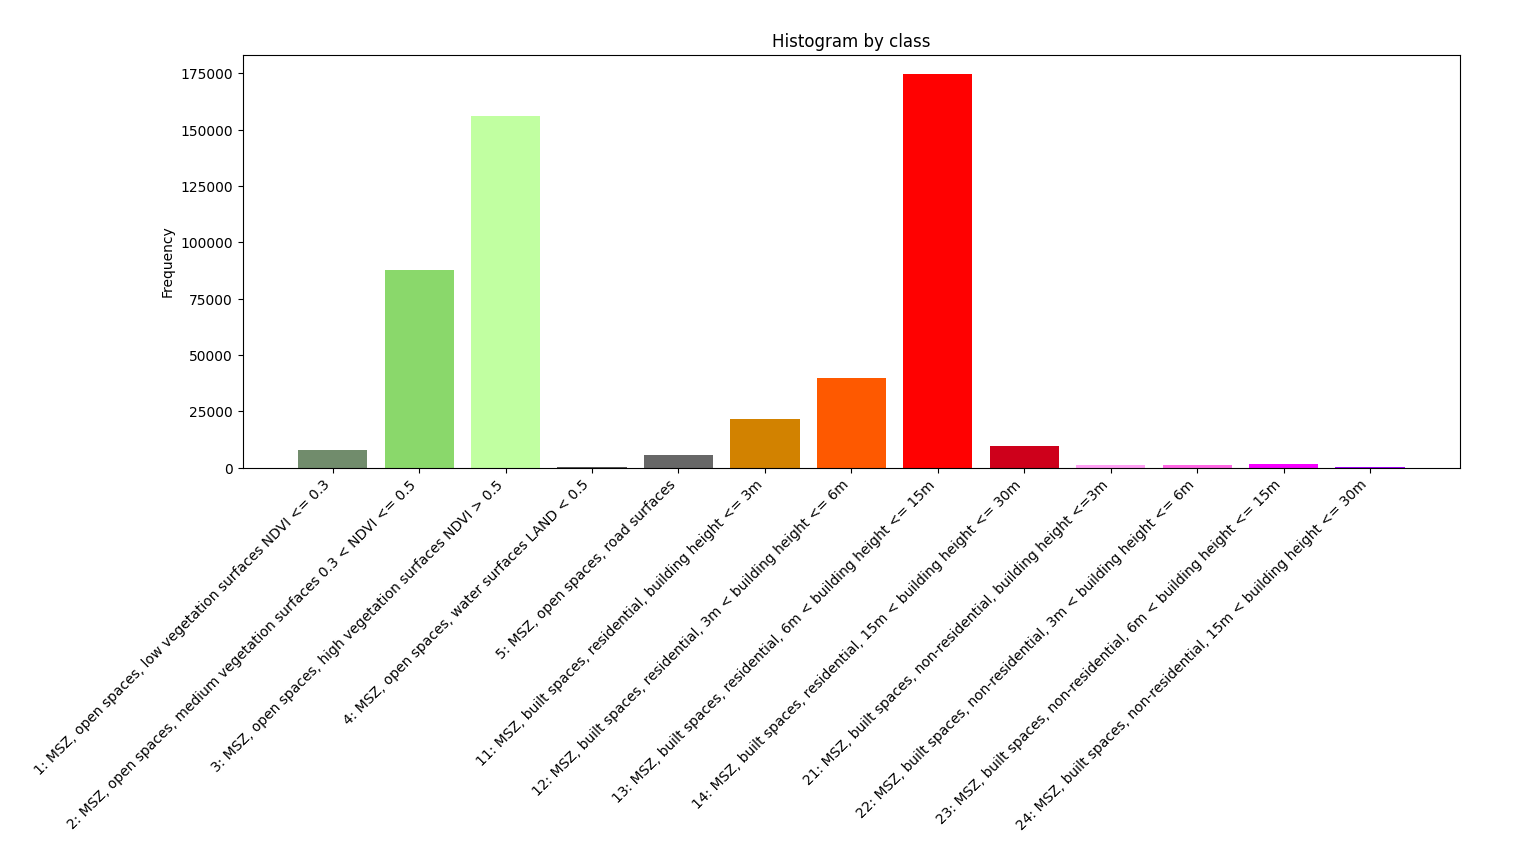 Histogram by class
Frequency
175000
150000
125000
100000
75000
50000
25000
0
1: MSZ, open spaces, low vegetation surfaces NDVI <= 0.3
2: MSZ, open spaces, medium vegetation surfaces 0.3 < NDVI <= 0.5
3: MSZ, open spaces, high vegetation surfaces NDVI > 0.5
4: MSZ, open spaces, water surfaces LAND < 0.5
5: MSZ, open spaces, road surfaces
11: MSZ, built spaces, residential, building height <= 3m
12: MSZ, built spaces, residential, 3m < building height <= 6m
13: MSZ, built spaces, residential, 6m < building height <= 15m
14: MSZ, built spaces, residential, 15m < building height <= 30m
21: MSZ, built spaces, non-residential, building height <=3m
22: MSZ, built spaces, non-residential, 3m < building height <= 6m
23: MSZ, built spaces, non-residential, 6m < building height <= 15m
24: MSZ, built spaces, non-residential, 15m < building height <= 30m